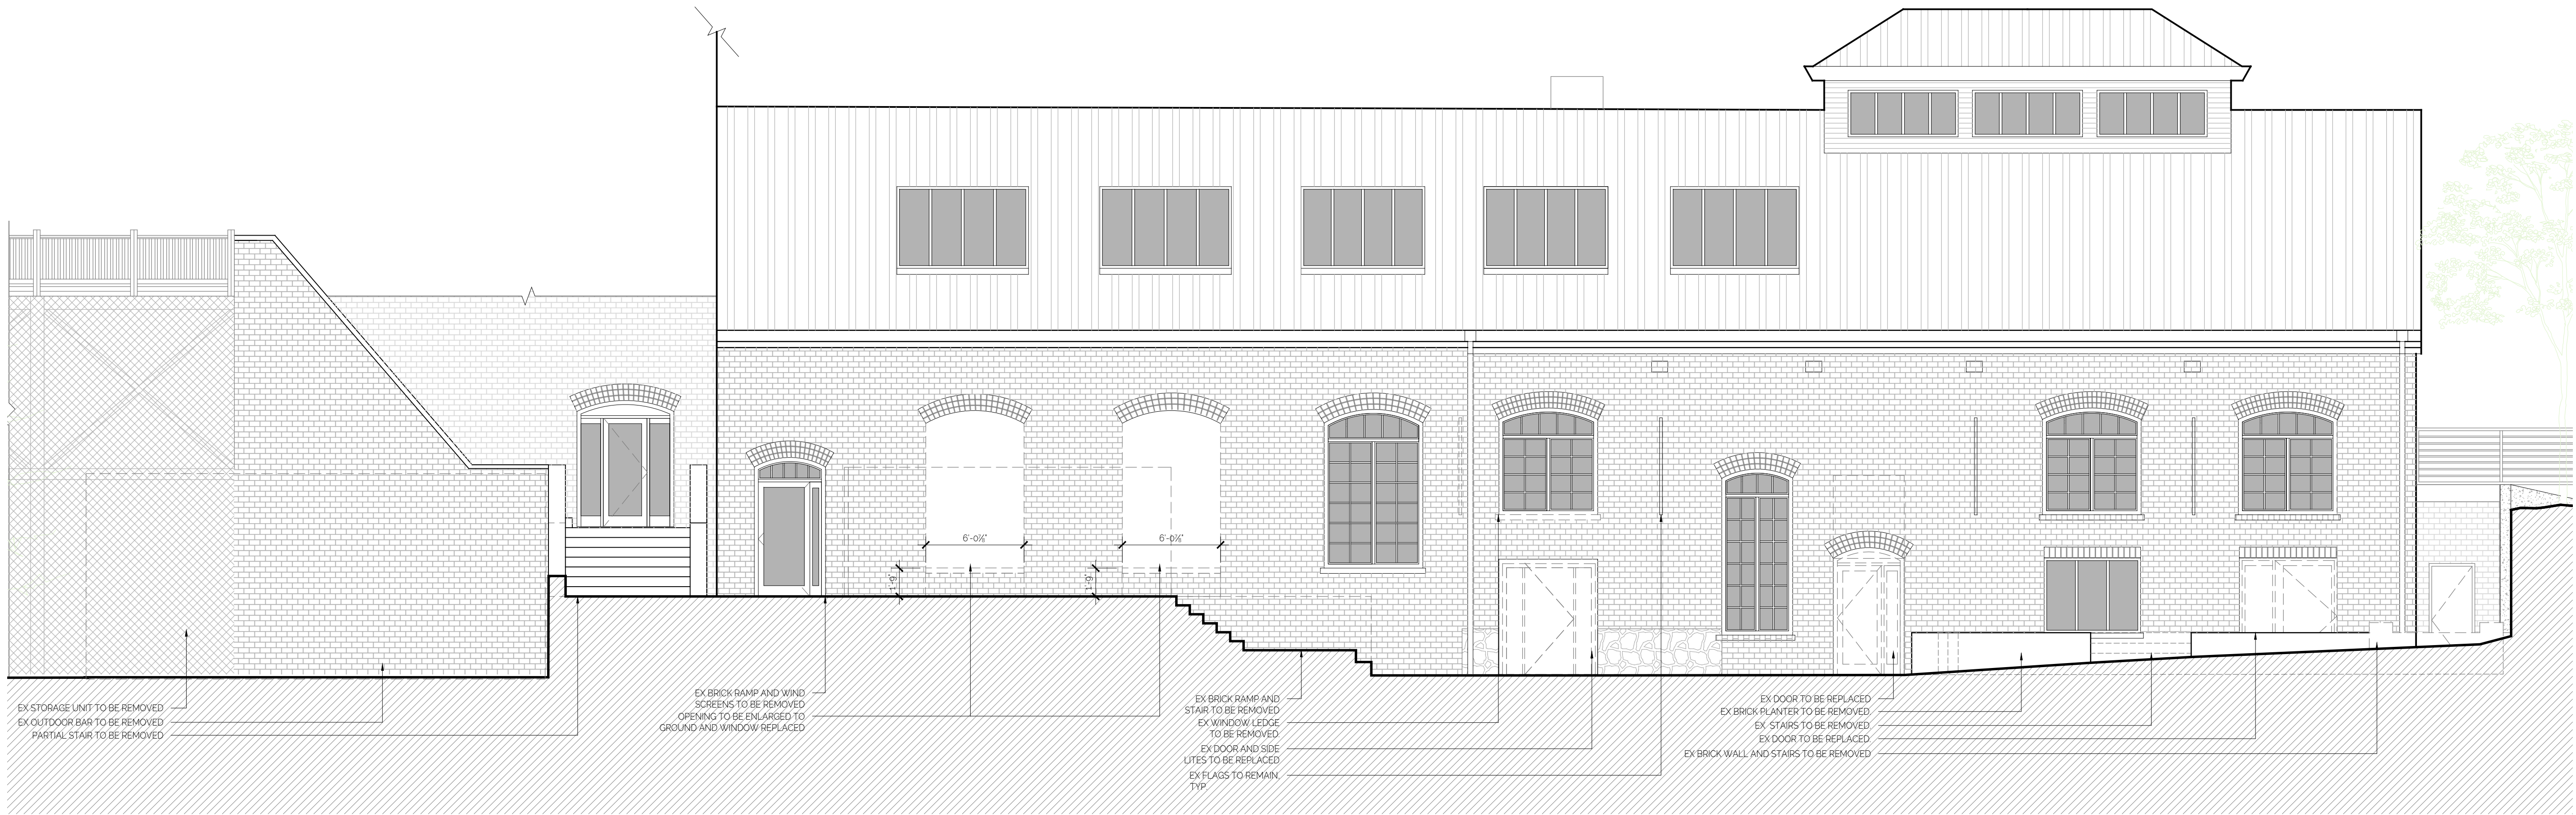 6'-0⅞"
6'-0⅞"
EX STORAGE UNIT TO BE REMOVED
EX OUTDOOR BAR TO BE REMOVED
PARTIAL STAIR TO BE REMOVED
EX BRICK RAMP AND WIND
SCREENS TO BE REMOVED
OPENING TO BE ENLARGED TO
GROUND AND WINDOW REPLACED
EX BRICK RAMP AND
STAIR TO BE REMOVED
EX WINDOW LEDGE
TO BE REMOVED.
EX DOOR AND SIDE
LITES TO BE REPLACED
EX FLAGS TO REMAIN,
TYP.
EX DOOR TO BE REPLACED
EX BRICK PLANTER TO BE REMOVED.
EX STAIRS TO BE REMOVED.
EX DOOR TO BE REPLACED.
EX BRICK WALL AND STAIRS TO BE REMOVED